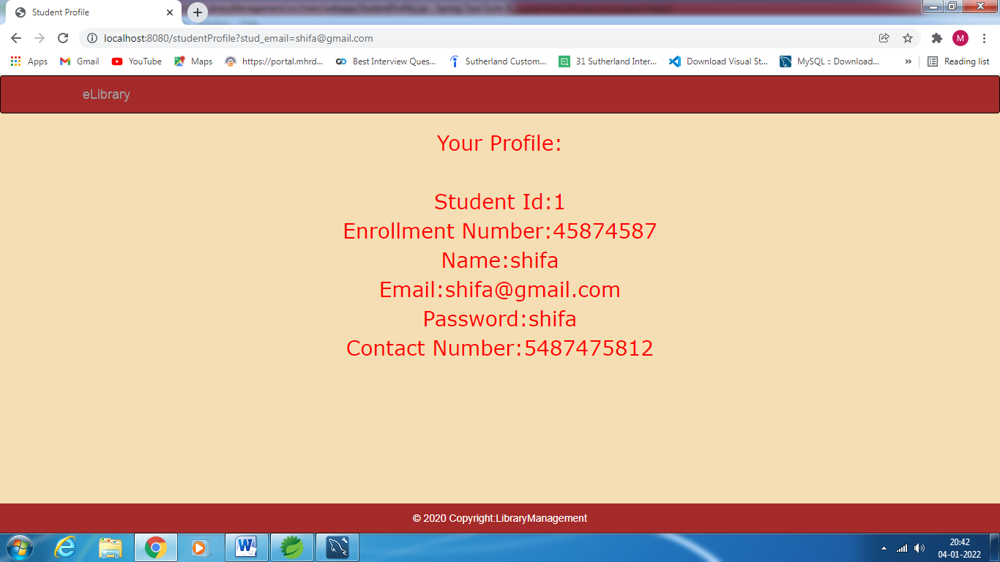 Student Profile
localhost:8080/studentProfile?stud_email=shifa@gmail.com
M
Apps Gmail YouTube Maps https://portal.mhrd... Best Interview Ques... Sutherland Custom... 31 Sutherland Inter... Download Visual St... MySQL :: Download... » Reading list
eLibrary
Your Profile:
Student Id:1
Enrollment Number:45874587
Name:shifa
Email:shifa@gmail.com
Password:shifa
Contact Number:5487475812
© 2020 Copyright:LibraryManagement
20:42
04-01-2022